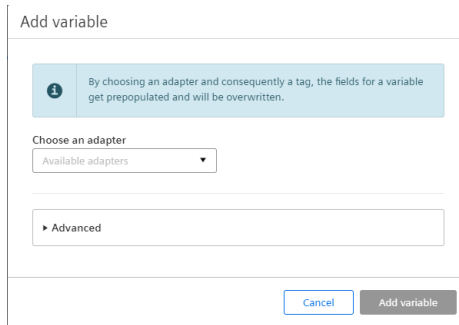 Add variable
By choosing an adapter and consequently a tag, the fields for a variable
get prepopulated and will be overwritten.
Choose an adapter
Available adapters
Advanced
Cancel
Add variable